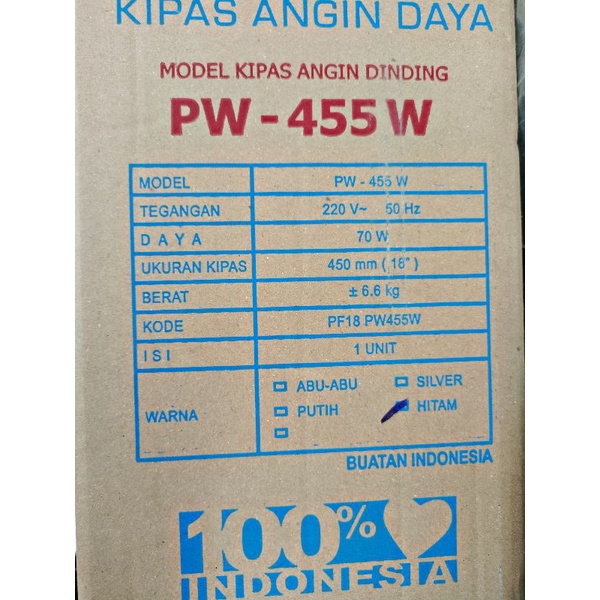 KIPAS ANGIN DAYA
MODEL KIPAS ANGIN DINDING
PW - 455 W
MODEL PW - 455 W
TEGANGAN 220 V~ 50 Hz
D A Y A 70 W
UKURAN KIPAS 450 mm ( 18" )
BERAT ± 6.6 kg
KODE PF18 PW455W
I S I 1 UNIT
WARNA
ABU-ABU SILVER
PUTIH HITAM
BUATAN INDONESIA
100%
INDONESIA